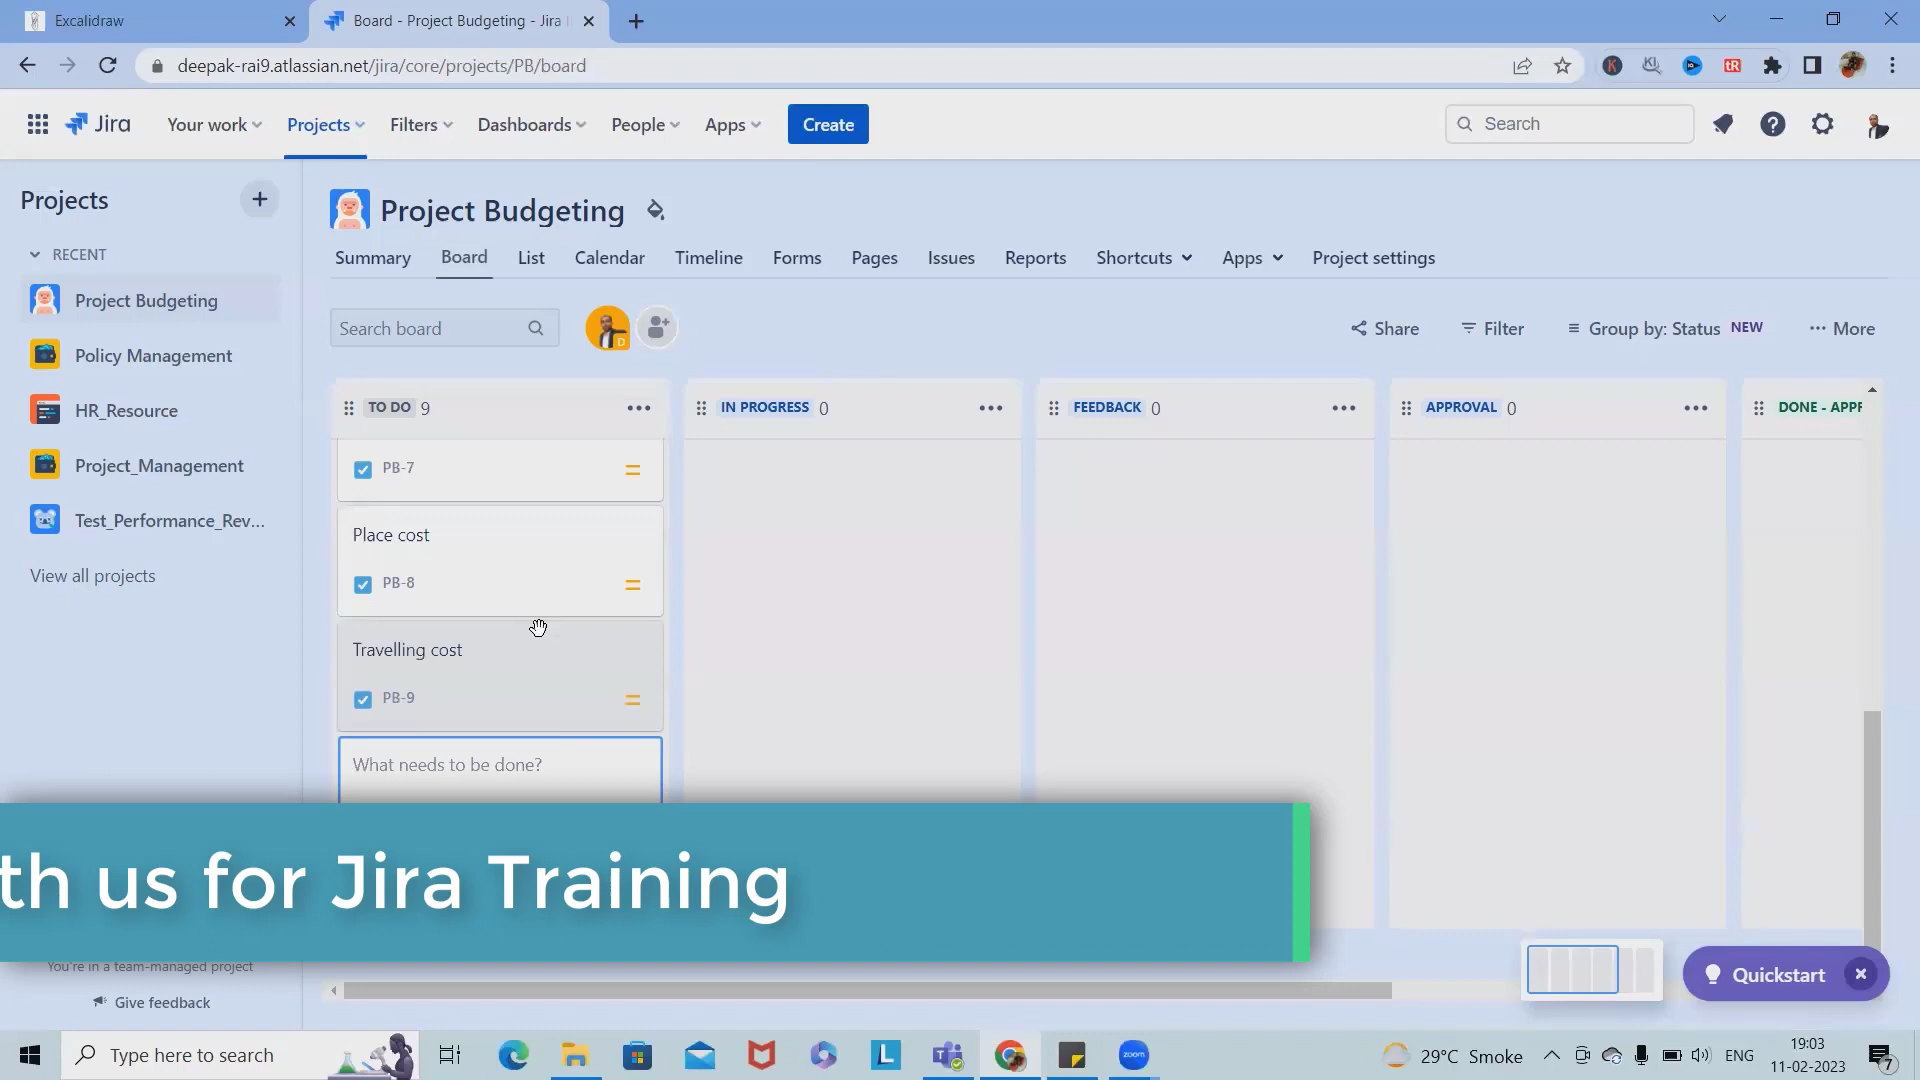 Excalidraw
Board - Project Budgeting - Jira
deepak-rai9.atlassian.net/jira/core/projects/PB/board
Jira
Your work
Projects
Filters
Dashboards
People
Apps
Create
Search
Projects
RECENT
Project Budgeting
Policy Management
HR_Resource
Project_Management
Test_Performance_Rev...
View all projects
Project Budgeting
Summary
Board
List
Calendar
Timeline
Forms
Pages
Issues
Reports
Shortcuts
Apps
Project settings
Search board
D
Share
Filter
Group by: Status NEW
More
TO DO 9
IN PROGRESS 0
FEEDBACK 0
APPROVAL 0
DONE - APPR
PB-7
Place cost
PB-8
Travelling cost
PB-9
What needs to be done?
th us for Jira Training
You're in a team-managed project
Give feedback
Quickstart
Type here to search
L
zoom
29°C Smoke
ENG
19:03
11-02-2023
7